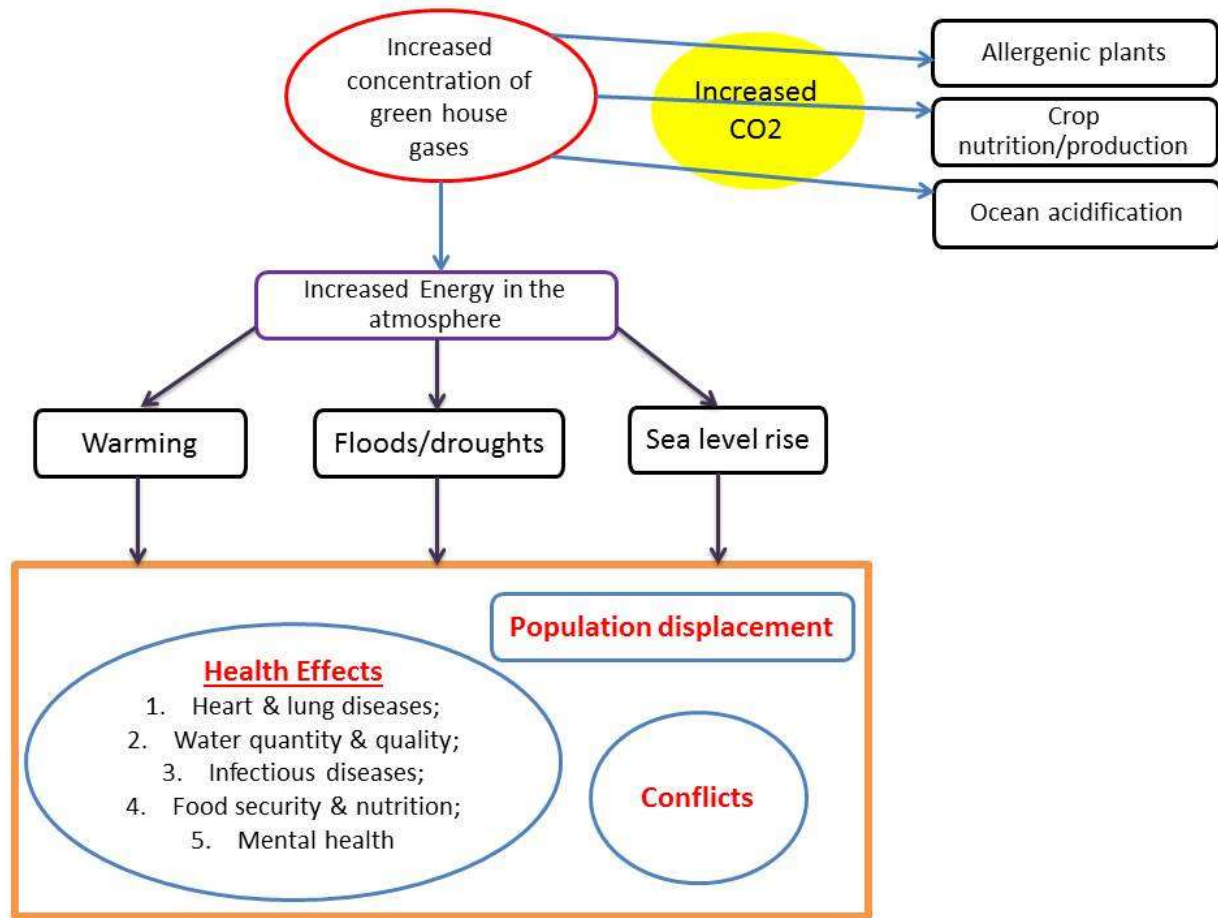 Increased
concentration of
green house
gases
Increased
CO2
Allergenic plants
Crop
nutrition/production
Ocean acidification
Increased Energy in the
atmosphere
Warming
Floods/droughts
Sea level rise
Population displacement
Health Effects
1. Heart & lung diseases;
2. Water quantity & quality;
3. Infectious diseases;
4. Food security & nutrition;
5. Mental health
Conflicts